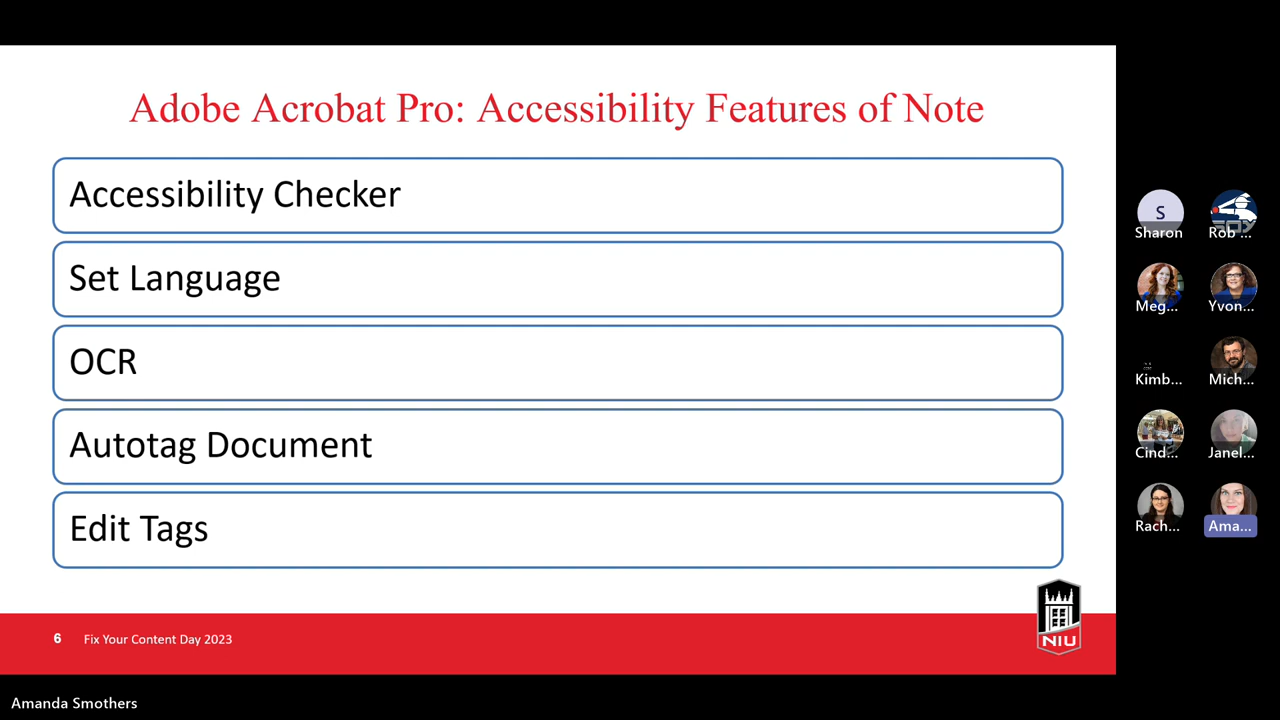 Adobe Acrobat Pro: Accessibility Features of Note
Accessibility Checker
Set Language
OCR
Autotag Document
Edit Tags
6 Fix Your Content Day 2023
NIU
S
Sharon
Rob ...
Meg...
Yvon...
Kimb...
Mich...
Cind...
Janel...
Rach...
Ama...
Amanda Smothers